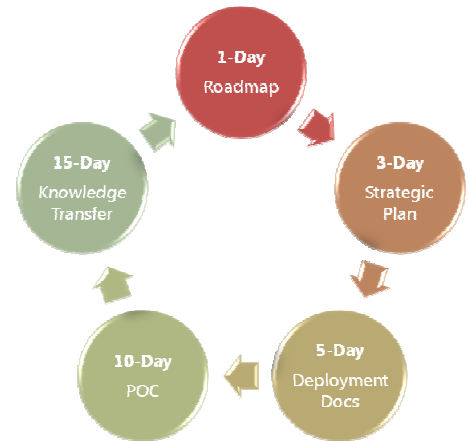 1-Day
Roadmap
3-Day
Strategic
Plan
5-Day
Deployment
Docs
10-Day
POC
15-Day
Knowledge
Transfer